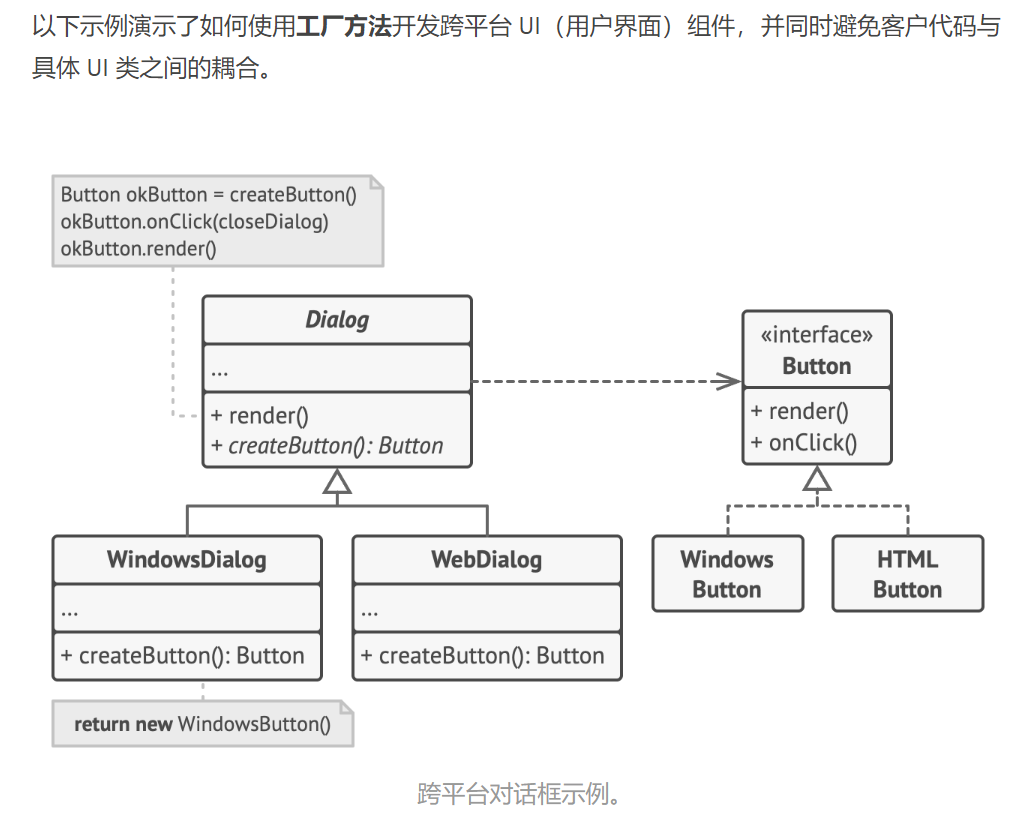 以下示例演示了如何使用工厂方法开发跨平台 UI（用户界面）组件，并同时避免客户代码与
具体 UI 类之间的耦合。
Button okButton = createButton()
okButton.onClick(closeDialog)
okButton.render()
Dialog
...
+ render()
+ createButton(): Button
«interface»
Button
+ render()
+ onClick()
WindowsDialog
...
+ createButton(): Button
return new WindowsButton()
WebDialog
...
+ createButton(): Button
Windows
Button
HTML
Button
跨平台对话框示例。